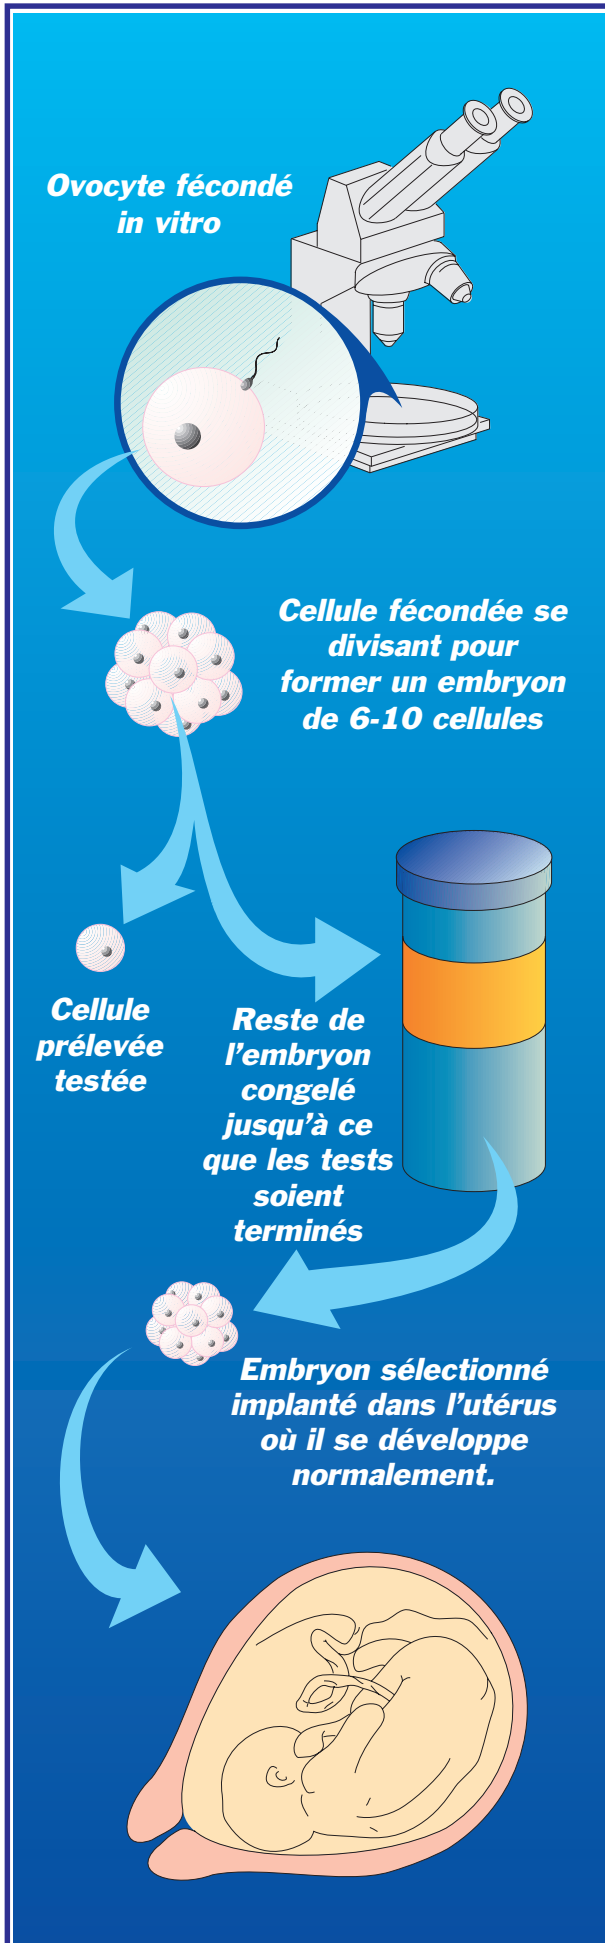 Ovocyte fécondé
in vitro
Cellule fécondée se
divisant pour
former un embryon
de 6-10 cellules
Cellule
prélevée
testée
Reste de
l’embryon
congelé
jusqu’à ce
que les tests
soient
terminés
Embryon sélectionné
implanté dans l’utérus
où il se développe
normalement.